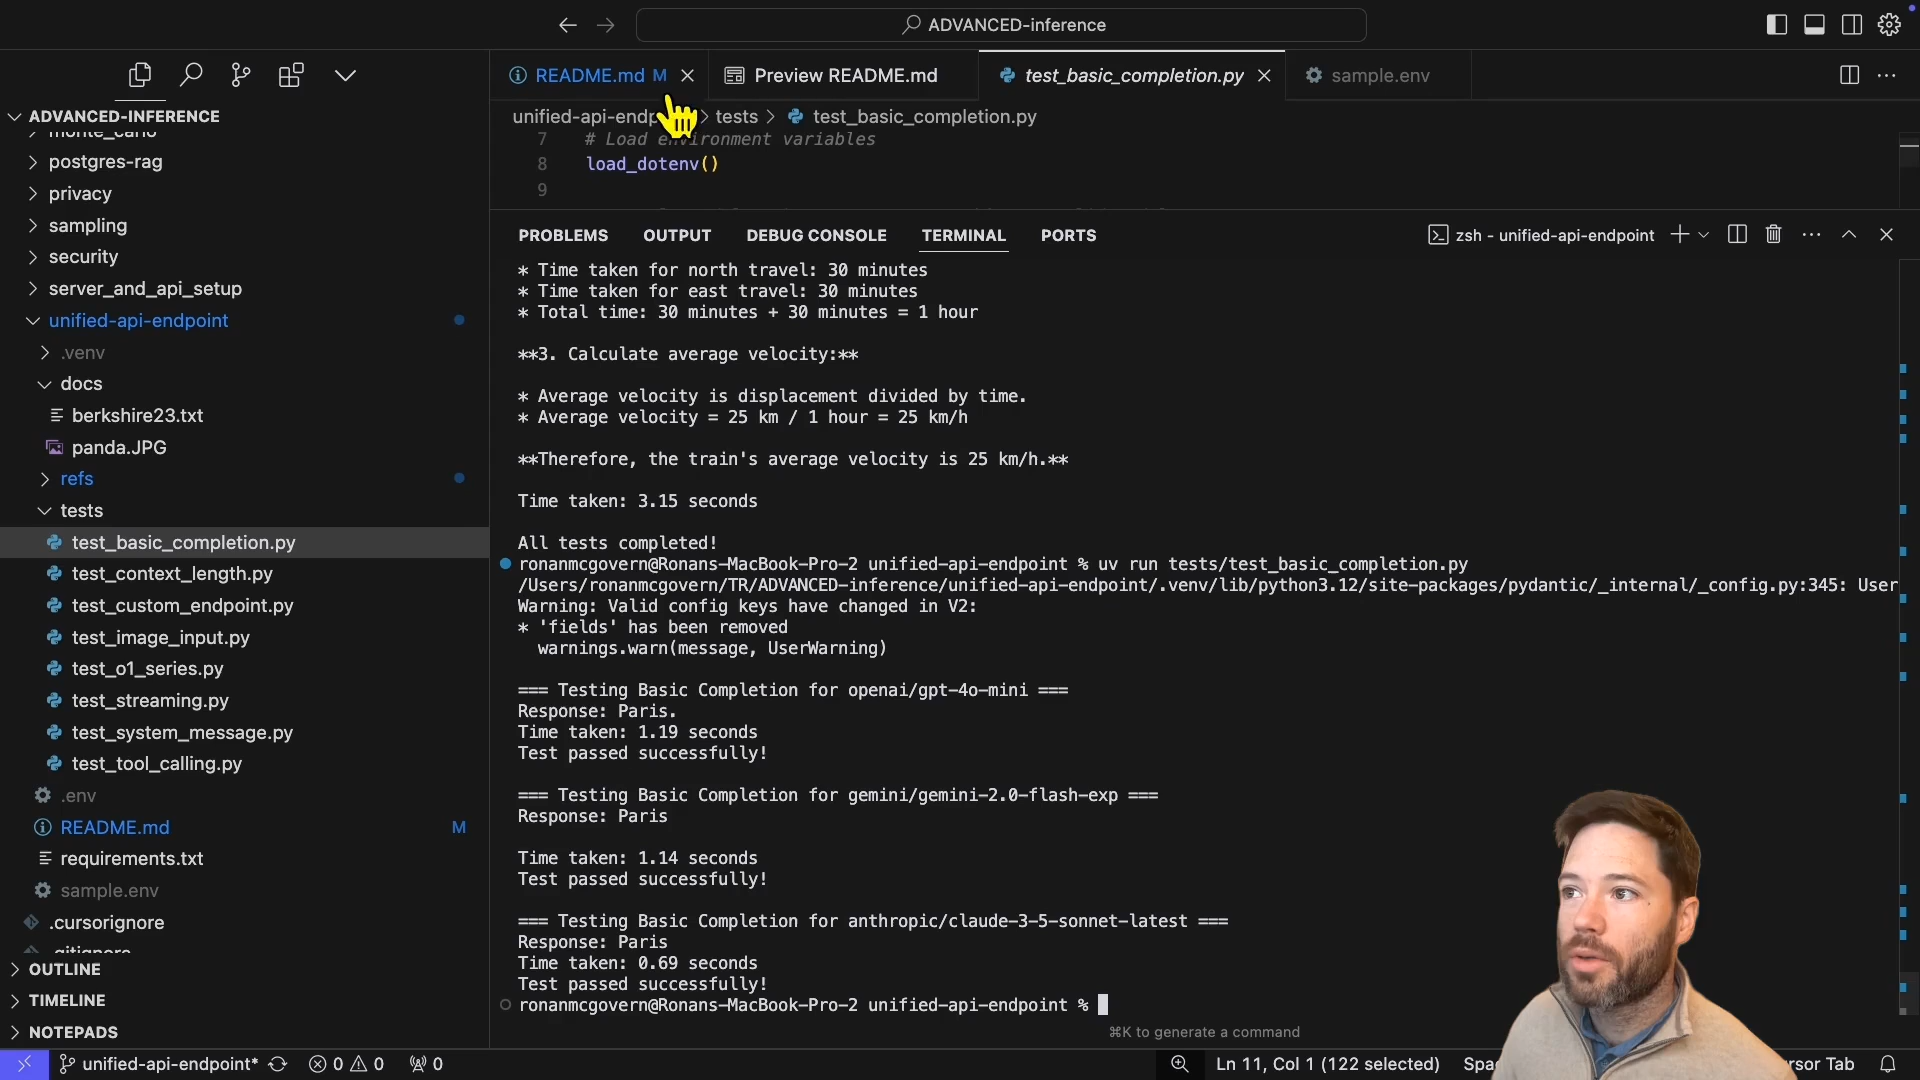 ADVANCED-inference
README.md M
Preview README.md
test_basic_completion.py
sample.env
ADVANCED-INFERENCE
unified-api-endp > tests > test_basic_completion.py
monte_carlo
postgres-rag
privacy
sampling
security
server_and_api_setup
unified-api-endpoint
.venv
docs
berkshire23.txt
panda.JPG
refs
tests
test_basic_completion.py
test_context_length.py
test_custom_endpoint.py
test_image_input.py
test_o1_series.py
test_streaming.py
test_system_message.py
test_tool_calling.py
.env
README.md M
requirements.txt
sample.env
.cursorignore
.gitignore
OUTLINE
TIMELINE
NOTEPADS
7 # Load environment variables
8 load_dotenv()
9
PROBLEMS OUTPUT DEBUG CONSOLE TERMINAL PORTS
zsh - unified-api-endpoint
* Time taken for north travel: 30 minutes
* Time taken for east travel: 30 minutes
* Total time: 30 minutes + 30 minutes = 1 hour
**3. Calculate average velocity:**
* Average velocity is displacement divided by time.
* Average velocity = 25 km / 1 hour = 25 km/h
**Therefore, the train's average velocity is 25 km/h.**
Time taken: 3.15 seconds
All tests completed!
ronanmcgovern@Ronans-MacBook-Pro-2 unified-api-endpoint % uv run tests/test_basic_completion.py
/Users/ronanmcgovern/TR/ADVANCED-inference/unified-api-endpoint/.venv/lib/python3.12/site-packages/pydantic/_internal/_config.py:345: User
Warning: Valid config keys have changed in V2:
* 'fields' has been removed
warnings.warn(message, UserWarning)
=== Testing Basic Completion for openai/gpt-4o-mini ===
Response: Paris.
Time taken: 1.19 seconds
Test passed successfully!
=== Testing Basic Completion for gemini/gemini-2.0-flash-exp ===
Response: Paris
Time taken: 1.14 seconds
Test passed successfully!
=== Testing Basic Completion for anthropic/claude-3-5-sonnet-latest ===
Response: Paris
Time taken: 0.69 seconds
Test passed successfully!
ronanmcgovern@Ronans-MacBook-Pro-2 unified-api-endpoint %
⌘K to generate a command
unified-api-endpoint* 0 0 0
Ln 11, Col 1 (122 selected) Spa rsor Tab